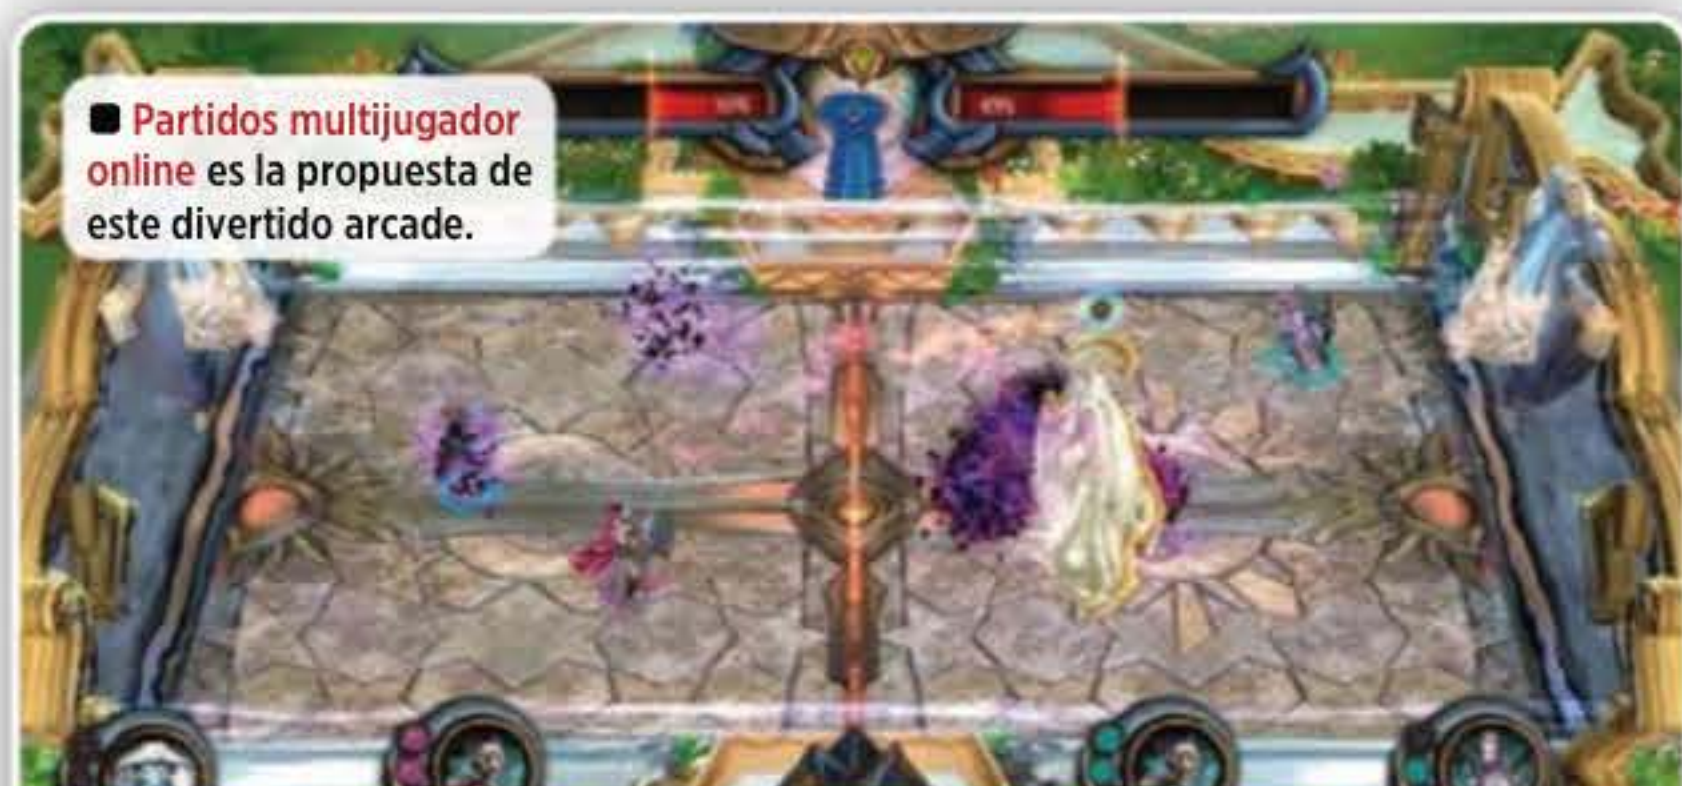 ■ Partidos multijugador
online es la propuesta de
este divertido arcade.